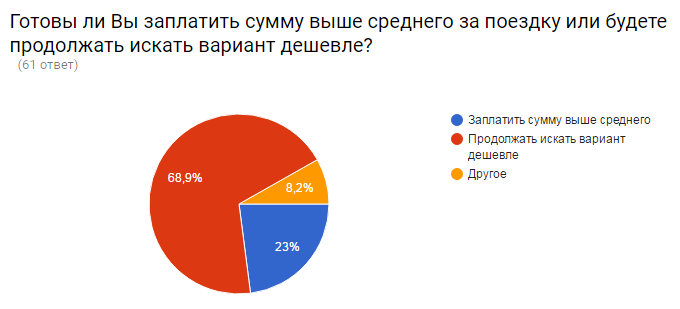 Готовы ли Вы заплатить сумму выше среднего за поездку или будете
продолжать искать вариант дешевле?
(61 ответ)
Заплатить сумму выше среднего
Продолжать искать вариант
дешевле
Другое
68,9%
8,2%
23%